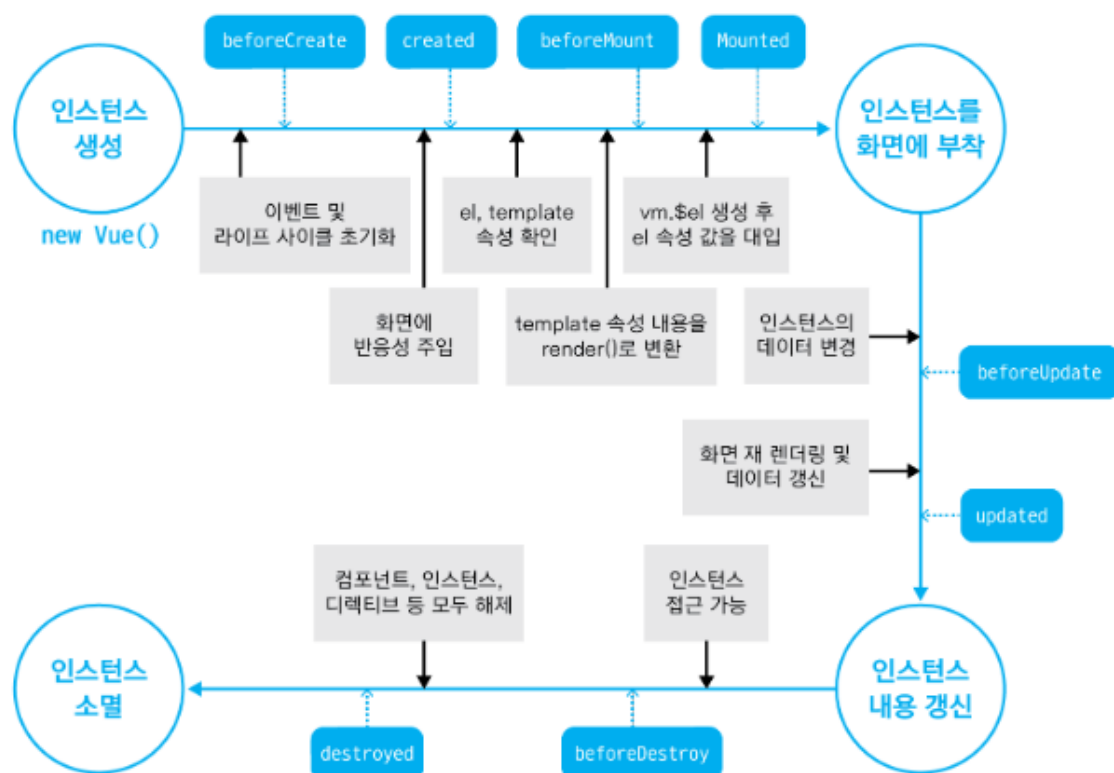 beforeCreate
created
beforeMount
Mounted
인스턴스
생성
new Vue()
인스턴스를
화면에 부착
이벤트 및
라이프 사이클 초기화
el, template
속성 확인
vm.$el 생성 후
el 속성 값을 대입
화면에
반응성 주입
template 속성 내용을
render()로 변환
인스턴스의
데이터 변경
beforeUpdate
화면 재 렌더링 및
데이터 갱신
updated
컴포넌트, 인스턴스,
디렉티브 등 모두 해제
인스턴스
접근 가능
인스턴스
소멸
인스턴스
내용 갱신
destroyed
beforeDestroy